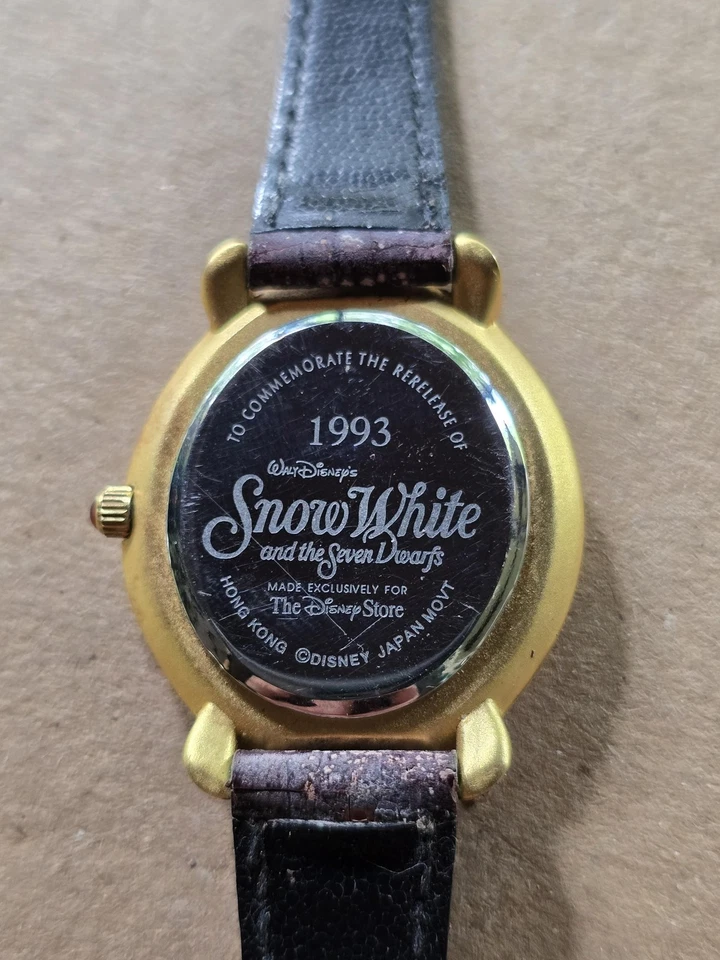 TO COMMEMORATE THE RERELEASE OF
1993
WALT DISNEY'S
Snow White
and the Seven Dwarfs
MADE EXCLUSIVELY FOR
The Disney Store
HONG KONG ©DISNEY JAPAN MOVT